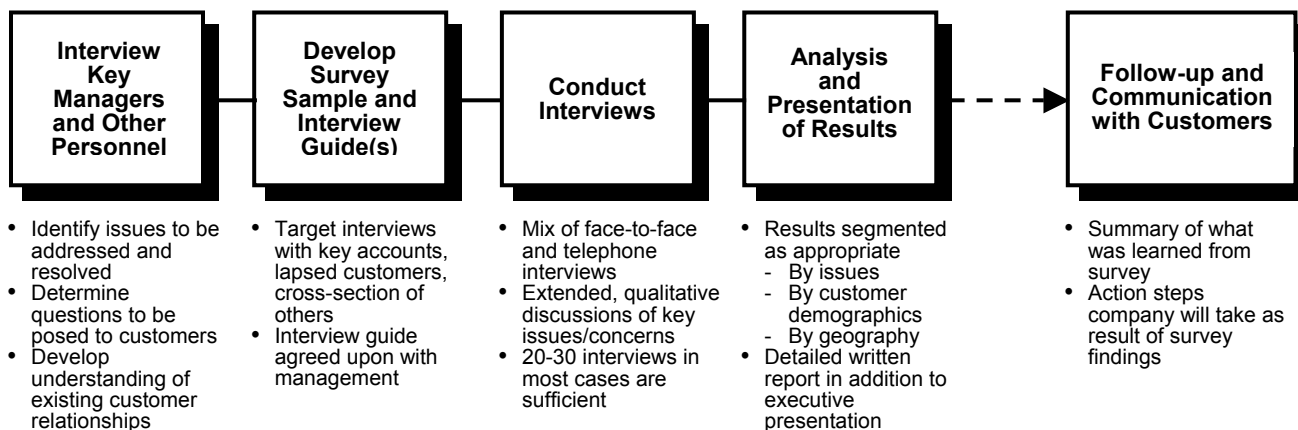 Interview
Key
Managers
and Other
Personnel
Develop
Survey
Sample and
Interview
Guide(s)
Conduct
Interviews
Analysis
and
Presentation
of Results
Follow-up and
Communication
with Customers
• Identify issues to be
addressed and
resolved
• Determine
questions to be
posed to customers
• Develop
understanding of
existing customer
relationships
• Target interviews
with key accounts,
lapsed customers,
cross-section of
others
• Interview guide
agreed upon with
management
• Mix of face-to-face
and telephone
interviews
• Extended, qualitative
discussions of key
issues/concerns
• 20-30 interviews in
most cases are
sufficient
• Results segmented
as appropriate
- By issues
- By customer
demographics
- By geography
• Detailed written
report in addition to
executive
presentation
• Summary of what
was learned from
survey
• Action steps
company will take as
result of survey
findings